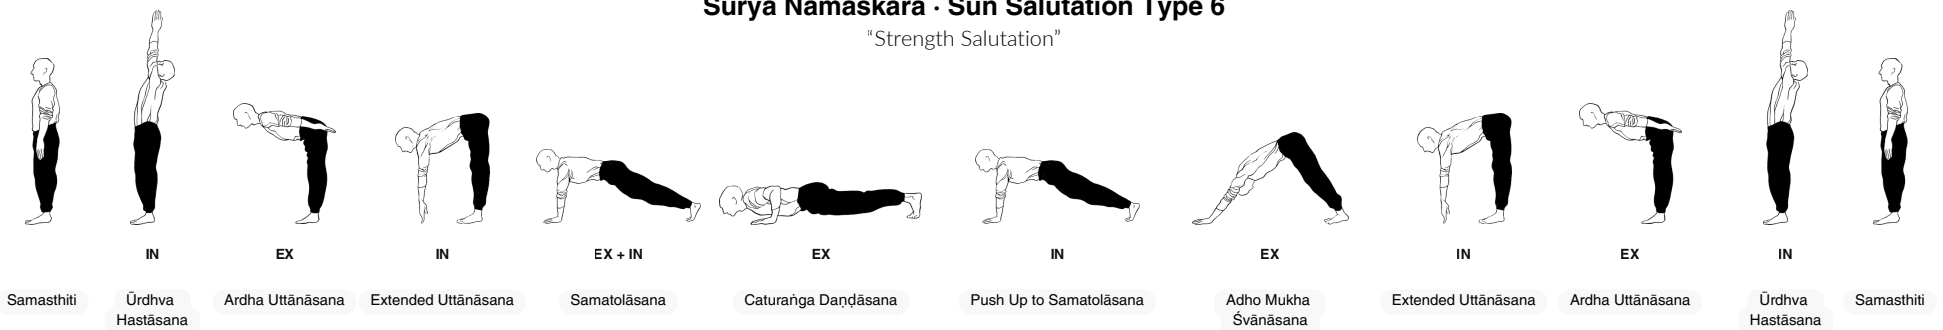 Surya Namaskara · Sun Salutation Type 6
“Strength Salutation”
IN
EX
IN
EX + IN
EX
IN
EX
IN
EX
IN
Samasthiti
Ūrdhva
Hastāsana
Ardha Uttānāsana
Extended Uttānāsana
Samatolāsana
Caturaṅga Daṇḍāsana
Push Up to Samatolāsana
Adho Mukha
Śvānāsana
Extended Uttānāsana
Ardha Uttānāsana
Ūrdhva
Hastāsana
Samasthiti